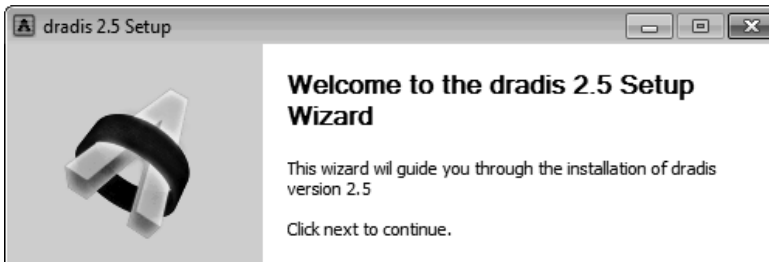 dradis 2.5 Setup
Welcome to the dradis 2.5 Setup
Wizard
This wizard wil guide you through the installation of dradis
version 2.5
Click next to continue.